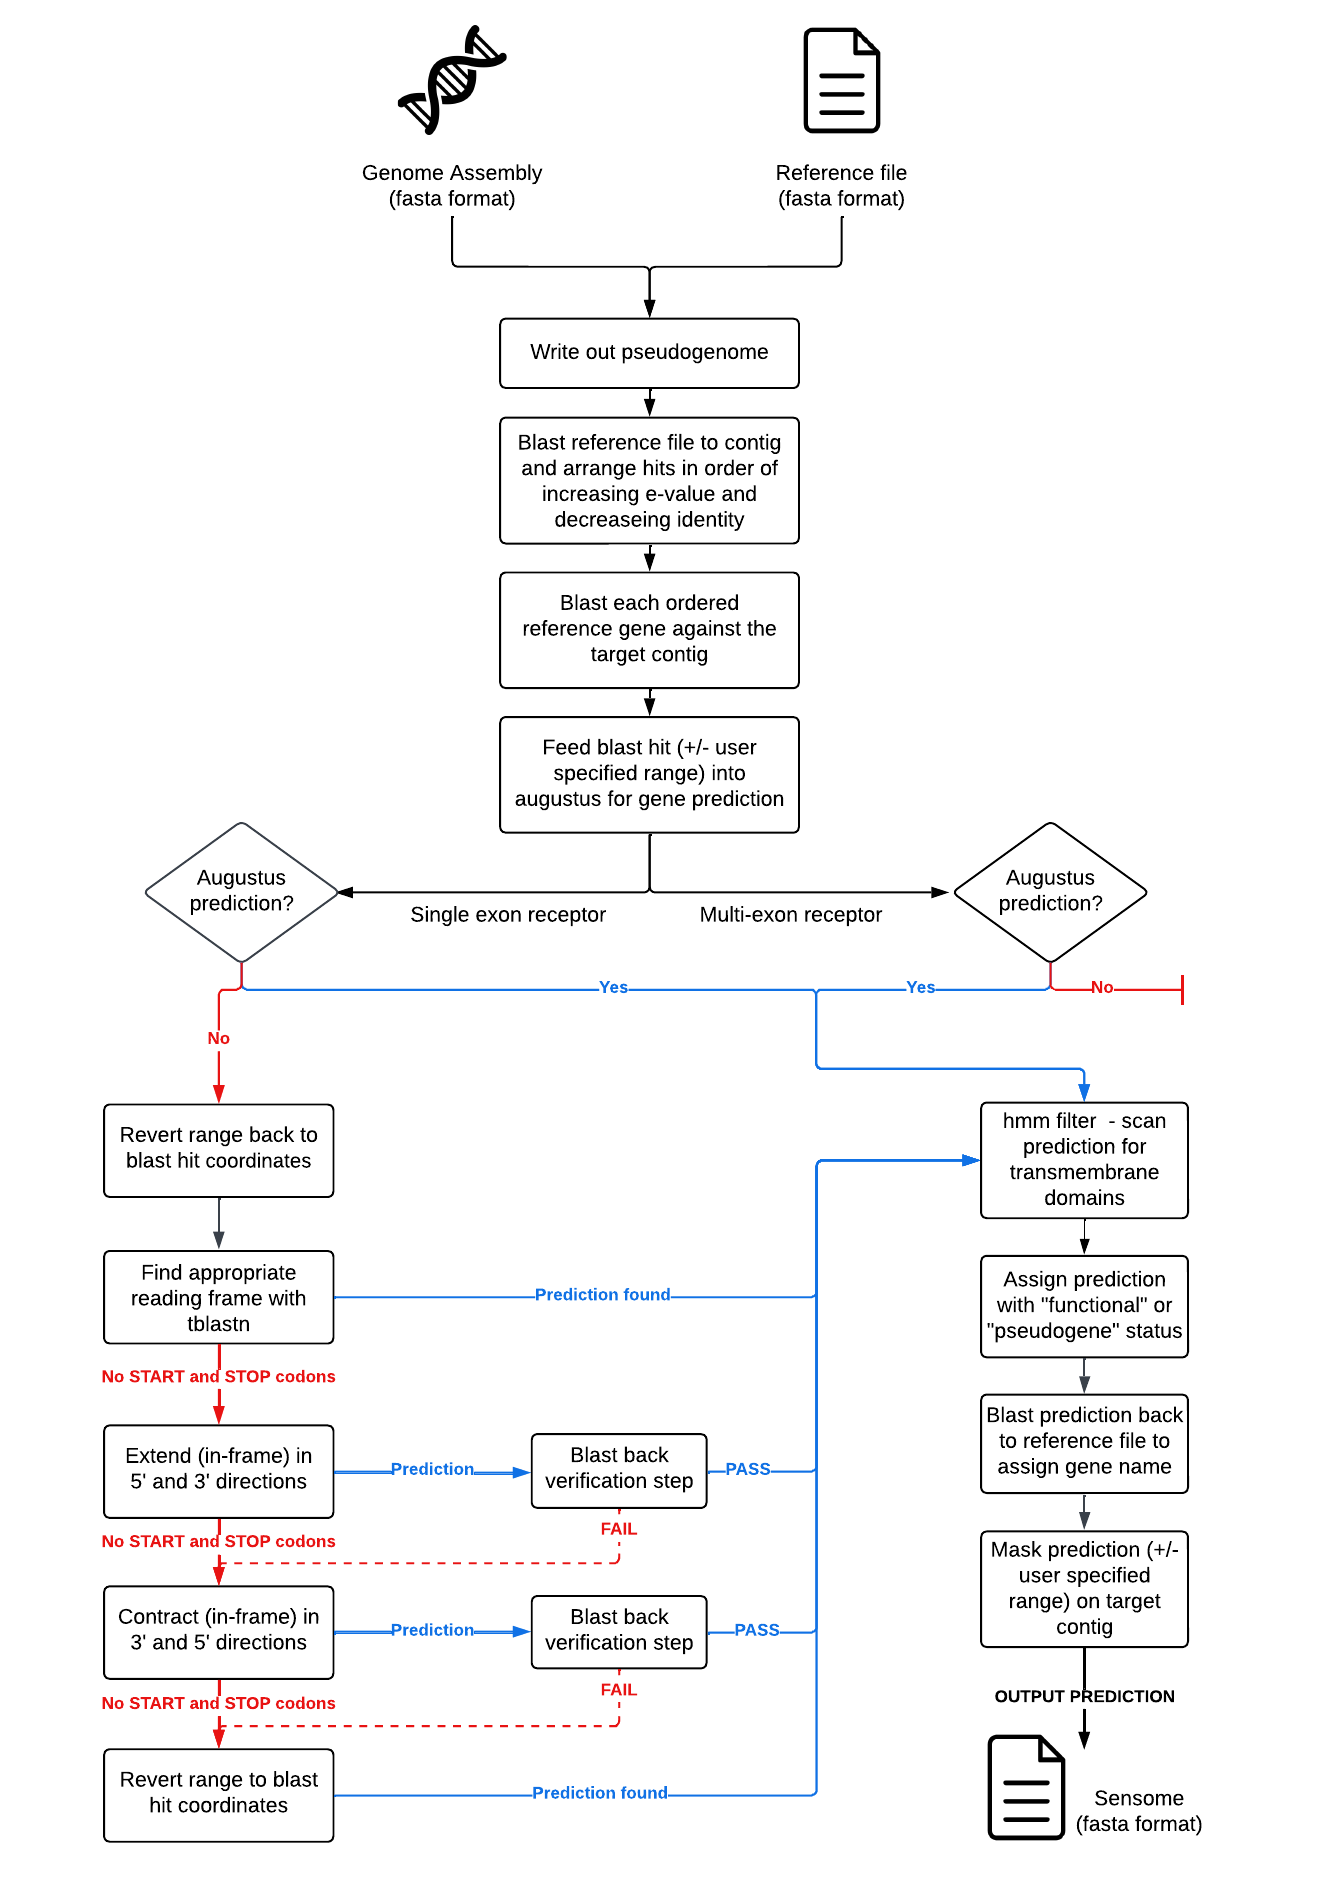 Genome Assembly
(fasta format)
Reference file
(fasta format)
Write out pseudogenome
Blast reference file to contig
and arrange hits in order of
increasing e-value and
decreaseing identity
Blast each ordered
reference gene against the
target contig
Feed blast hit (+/- user
specified range) into
augustus for gene prediction
Augustus
prediction?
Single exon receptor
Multi-exon receptor
Augustus
prediction?
Yes
Yes
No
No
Revert range back to
blast hit coordinates
hmm filter - scan
prediction for
transmembrane
domains
Find appropriate
reading frame with
tblastn
Prediction found
Assign prediction
with "functional" or
"pseudogene" status
No START and STOP codons
Extend (in-frame) in
5' and 3' directions
Prediction
Blast back
verification step
PASS
Blast prediction back
to reference file to
assign gene name
FAIL
No START and STOP codons
Contract (in-frame) in
3' and 5' directions
Prediction
Blast back
verification step
PASS
Mask prediction (+/-
user specified
range) on target
contig
FAIL
No START and STOP codons
OUTPUT PREDICTION
Revert range to blast
hit coordinates
Prediction found
Sensome
(fasta format)